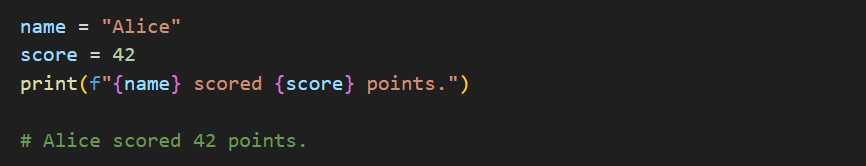 name = "Alice"
score = 42
print(f"{name} scored {score} points.")
# Alice scored 42 points.